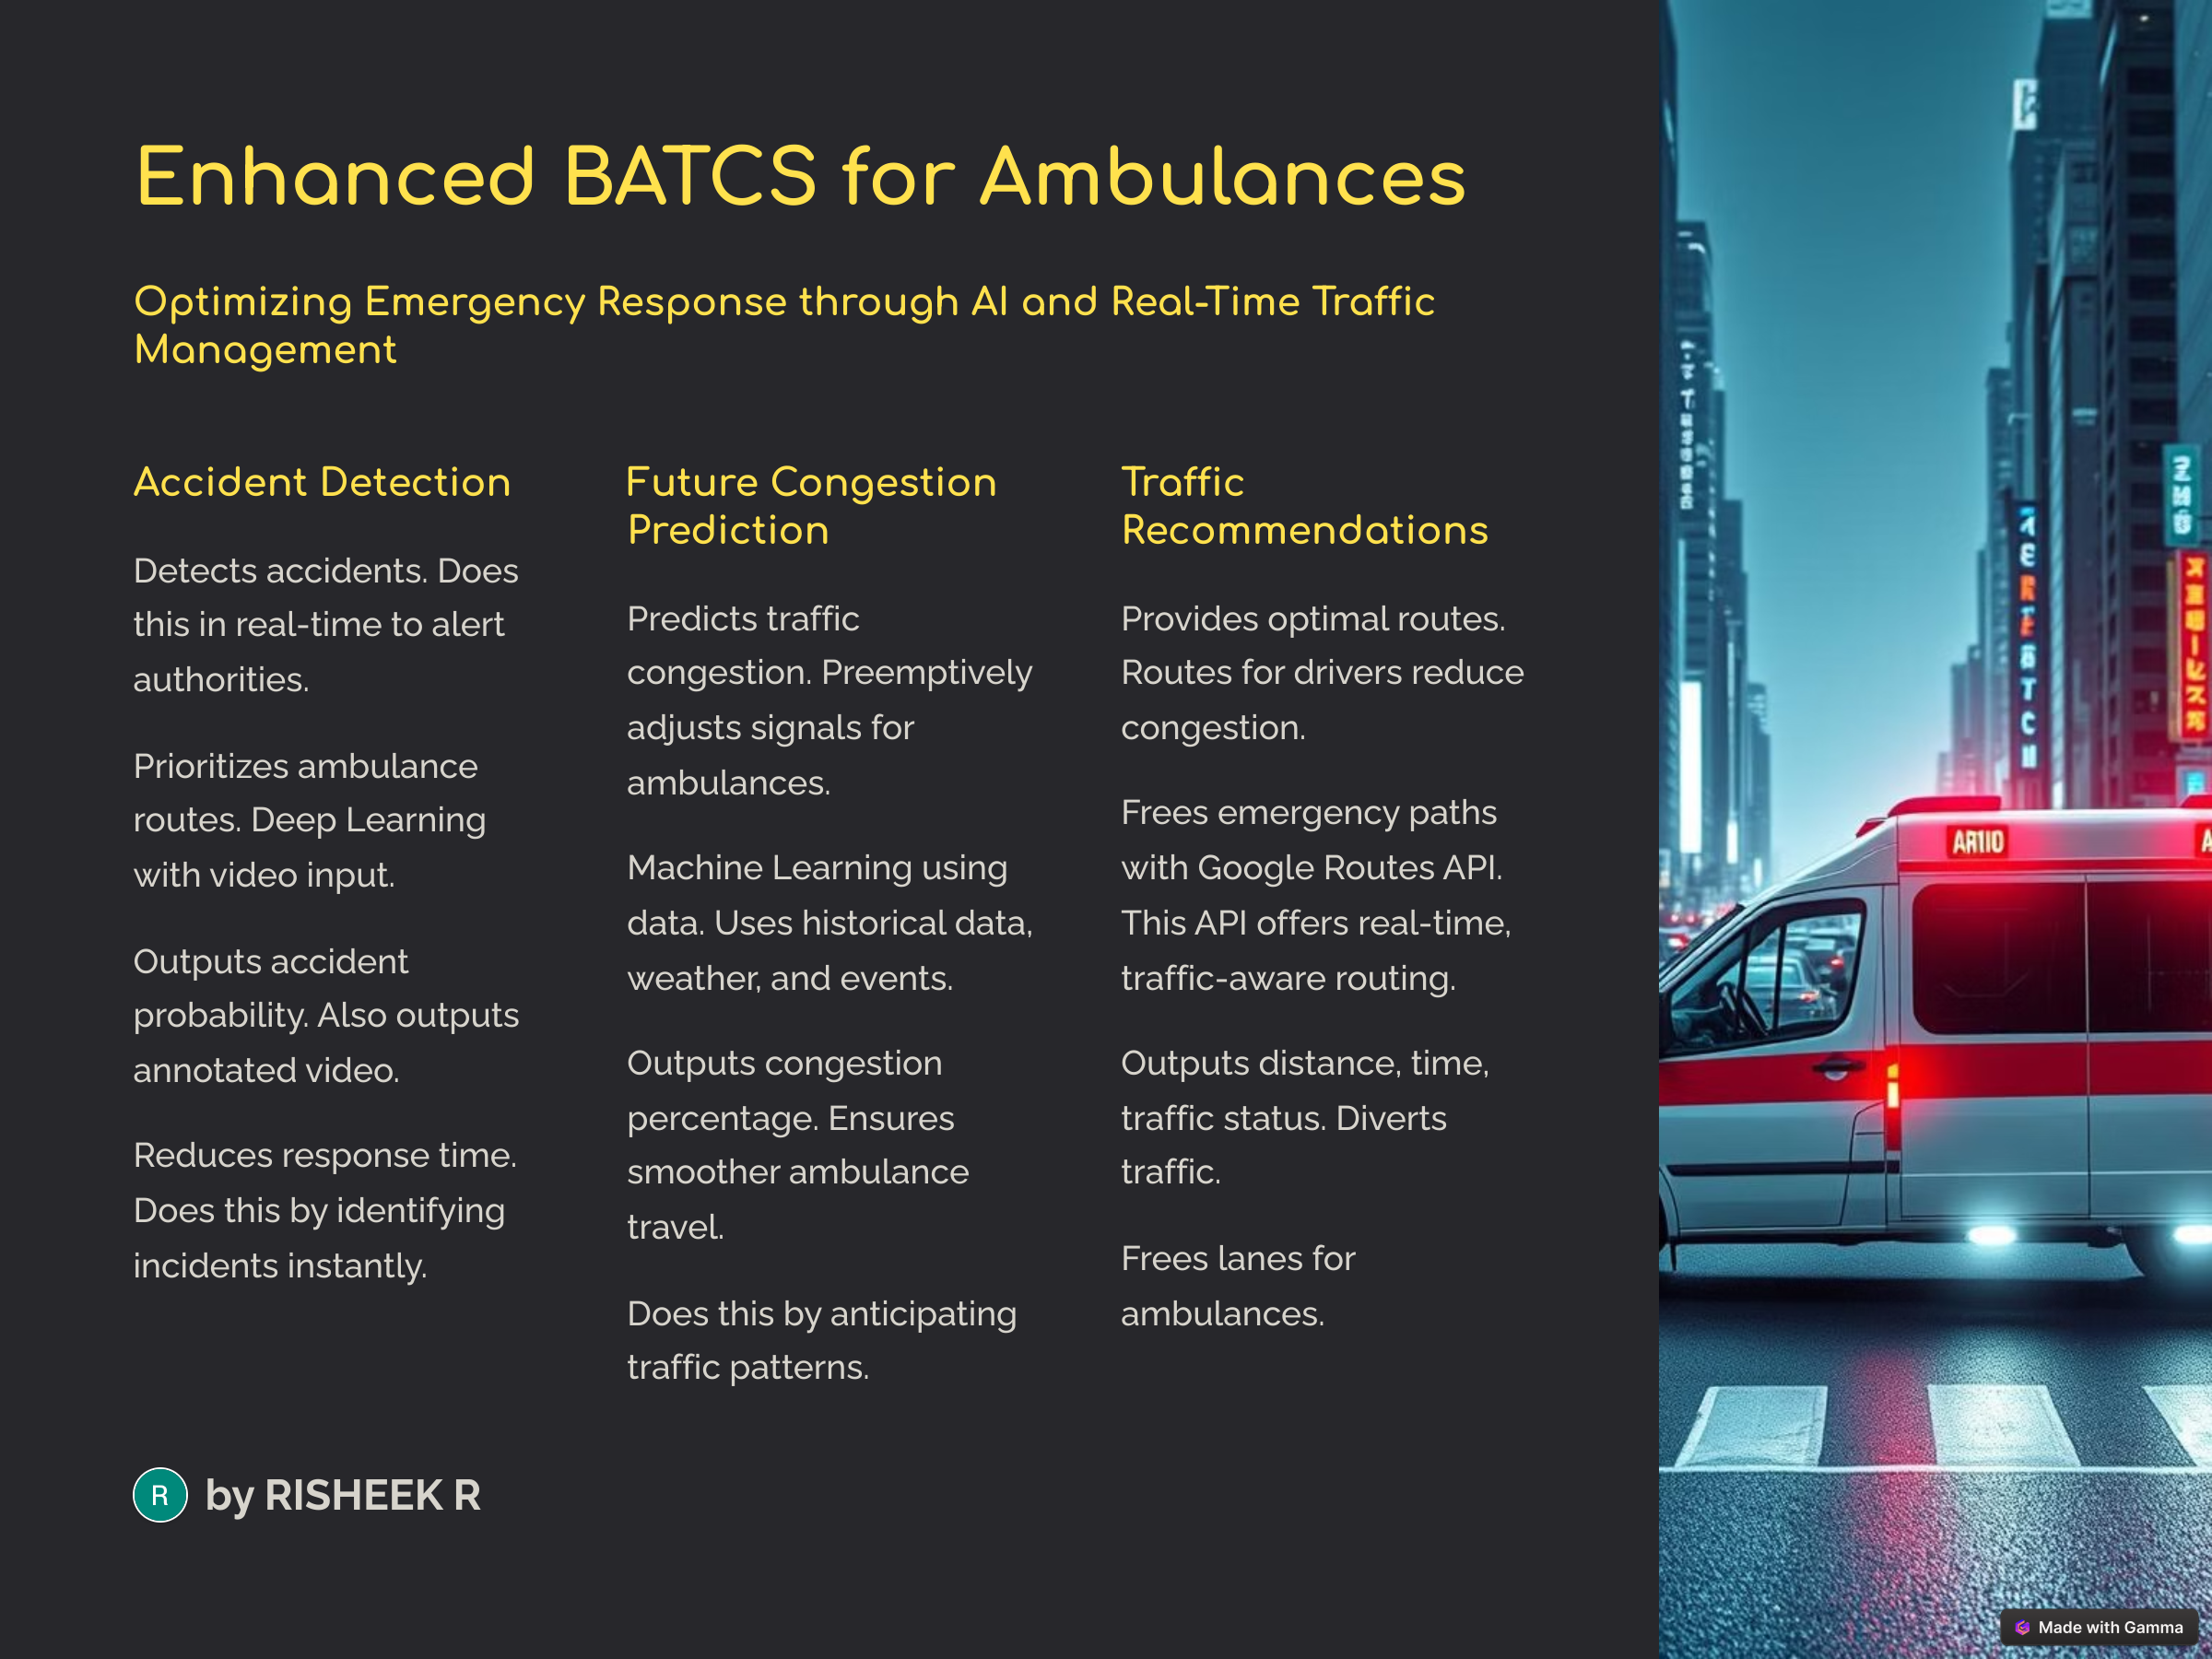 Enhanced BATCS for Ambulances
Optimizing Emergency Response through AI and Real-Time Traffic
Management
Accident Detection
Detects accidents. Does
this in real-time to alert
authorities.
Prioritizes ambulance
routes. Deep Learning
with video input.
Outputs accident
probability. Also outputs
annotated video.
Reduces response time.
Does this by identifying
incidents instantly.
Future Congestion
Prediction
Predicts traffic
congestion. Preemptively
adjusts signals for
ambulances.
Machine Learning using
data. Uses historical data,
weather, and events.
Outputs congestion
percentage. Ensures
smoother ambulance
travel.
Does this by anticipating
traffic patterns.
Traffic
Recommendations
Provides optimal routes.
Routes for drivers reduce
congestion.
Frees emergency paths
with Google Routes API.
This API offers real-time,
traffic-aware routing.
Outputs distance, time,
traffic status. Diverts
traffic.
Frees lanes for
ambulances.
R by RISHEEK R
Made with Gamma